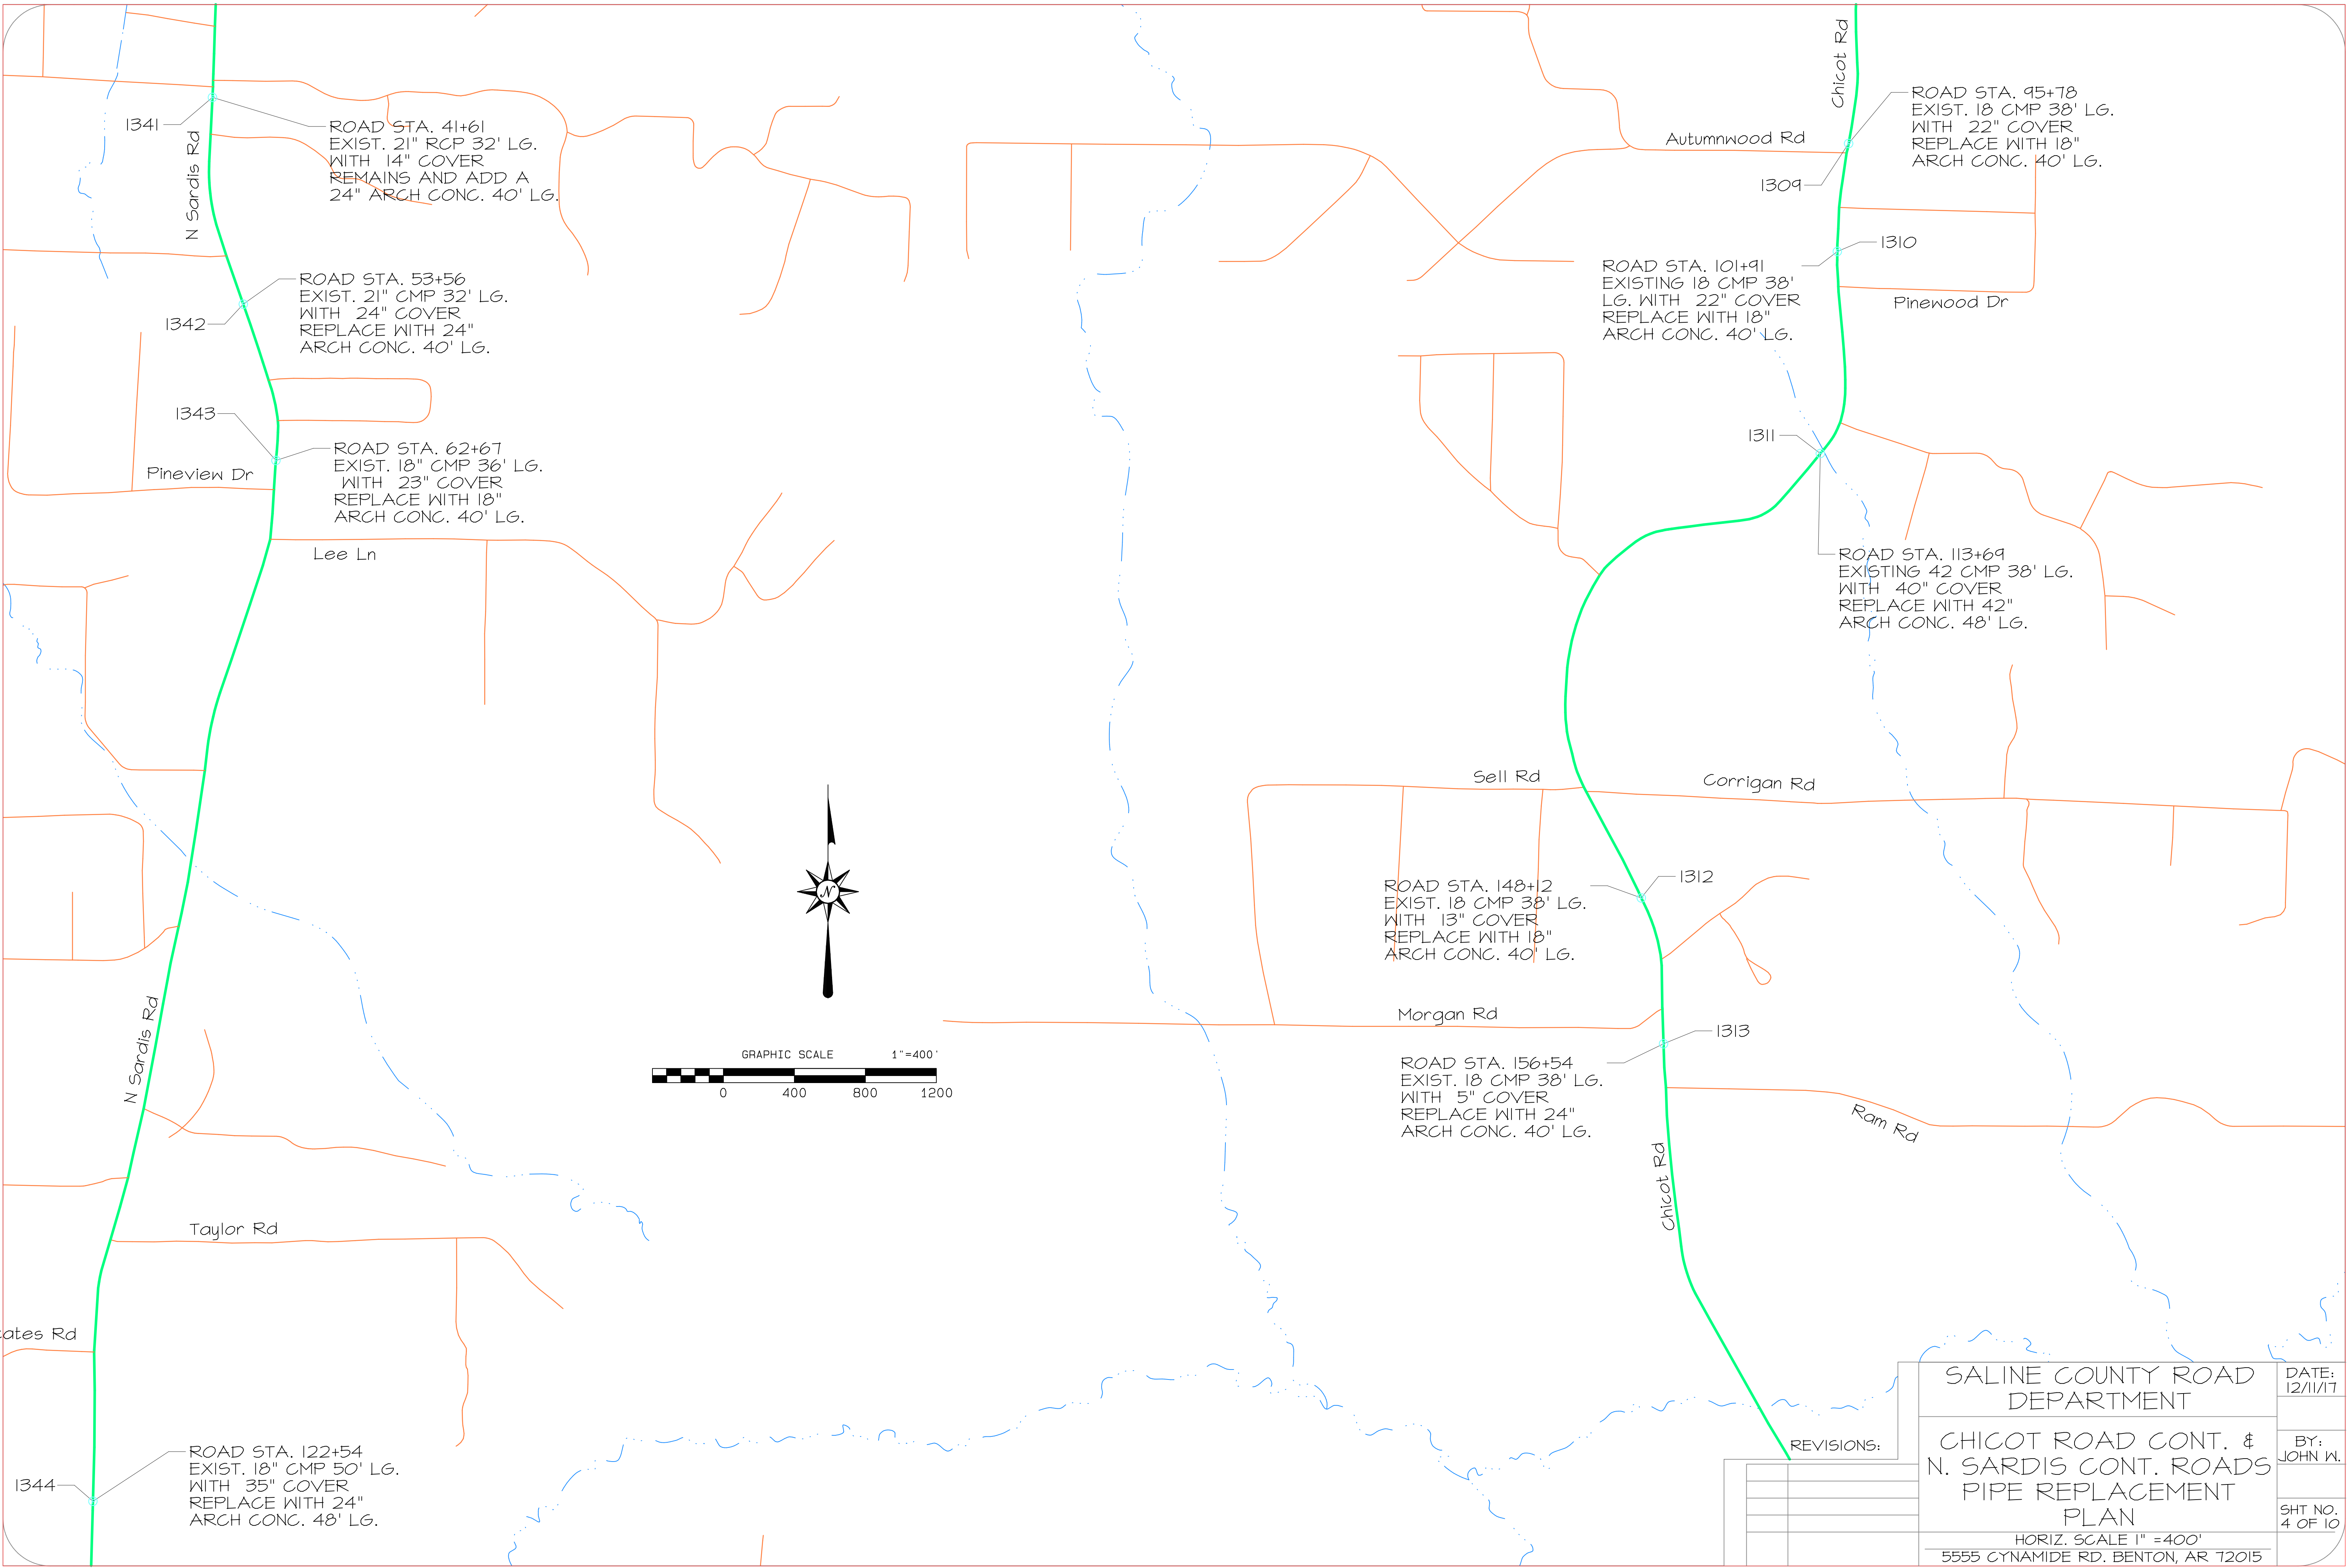 1341
N Sardis Rd
ROAD STA. 41+61
EXIST. 21" RCP 32' LG.
WITH 14" COVER
REMAINS AND ADD A
24" ARCH CONC. 40' LG.
ROAD STA. 53+56
EXIST. 21" CMP 32' LG.
WITH 24" COVER
REPLACE WITH 24"
ARCH CONC. 40' LG.
1342
1343
ROAD STA. 62+67
EXIST. 18" CMP 36' LG.
WITH 23" COVER
REPLACE WITH 18"
ARCH CONC. 40' LG.
Pineview Dr
Lee Ln
N Sardis Rd
Taylor Rd
ates Rd
1344
ROAD STA. 122+54
EXIST. 18" CMP 50' LG.
WITH 35" COVER
REPLACE WITH 24"
ARCH CONC. 48' LG.
N
GRAPHIC SCALE 1"=400'
0 400 800 1200
Chicot Rd
Autumnwood Rd
ROAD STA. 95+78
EXIST. 18 CMP 38' LG.
WITH 22" COVER
REPLACE WITH 18"
ARCH CONC. 40' LG.
1309
1310
ROAD STA. 101+91
EXISTING 18 CMP 38'
LG. WITH 22" COVER
REPLACE WITH 18"
ARCH CONC. 40' LG.
Pinewood Dr
1311
ROAD STA. 113+69
EXISTING 42 CMP 38' LG.
WITH 40" COVER
REPLACE WITH 42"
ARCH CONC. 48' LG.
Sell Rd
Corrigan Rd
1312
ROAD STA. 148+12
EXIST. 18 CMP 38' LG.
WITH 13" COVER
REPLACE WITH 18"
ARCH CONC. 40' LG.
Morgan Rd
1313
ROAD STA. 156+54
EXIST. 18 CMP 38' LG.
WITH 5" COVER
REPLACE WITH 24"
ARCH CONC. 40' LG.
Ram Rd
Chicot Rd
REVISIONS:
SALINE COUNTY ROAD
DEPARTMENT
CHICOT ROAD CONT. &
N. SARDIS CONT. ROADS
PIPE REPLACEMENT
PLAN
HORIZ. SCALE 1" =400'
5555 CYNAMIDE RD. BENTON, AR 72015
DATE:
12/11/17
BY:
JOHN W.
SHT NO.
4 OF 10